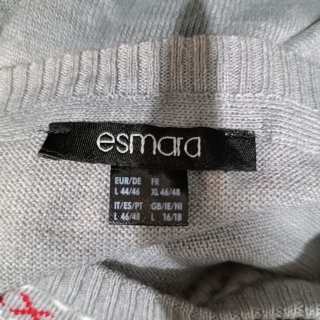 esmara
EUR/DE FR
L 44/46 XL 46/48
IT/ES/PT GB/IE/NI
L 46/48 L 16/18